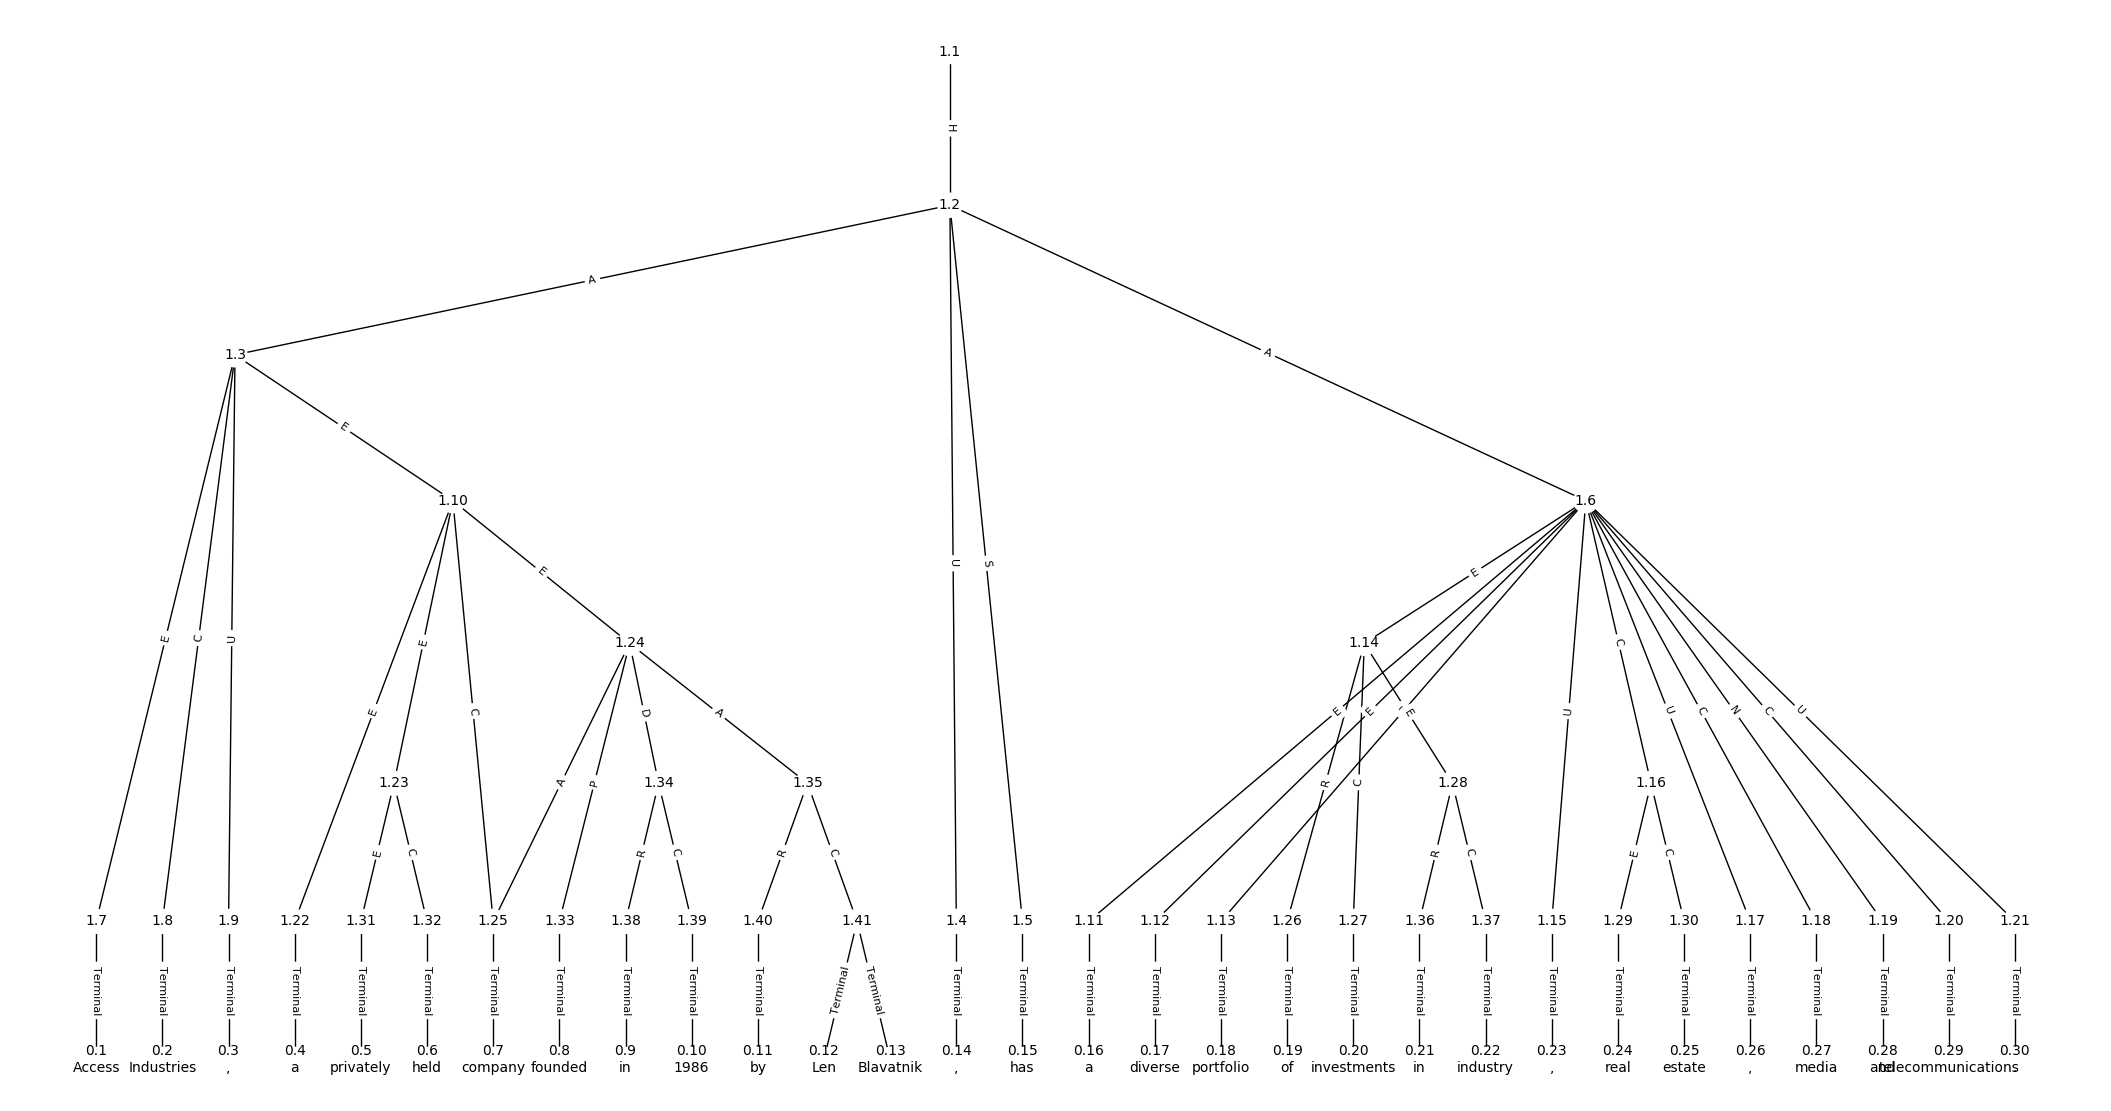 1.1
H
1.2
A
A
1.3
E
1.10
1.6
U
S
E
E
E
C
U
E
1.24
1.14
C
E
C
D
A
E
E
E
U
U
C
N
C
U
1.23
A
P
1.34
1.35
R
C
1.28
1.16
E
C
R
C
R
C
R
C
E
C
1.7 1.8 1.9 1.22 1.31 1.32 1.25 1.33 1.38 1.39 1.40 1.41 1.4 1.5 1.11 1.12 1.13 1.26 1.27 1.36 1.37 1.15 1.29 1.30 1.17 1.18 1.19 1.20 1.21
Terminal Terminal Terminal Terminal Terminal Terminal Terminal Terminal Terminal Terminal Terminal Terminal Terminal Terminal Terminal Terminal Terminal Terminal Terminal Terminal Terminal Terminal Terminal Terminal Terminal Terminal Terminal Terminal Terminal Terminal
0.1 0.2 0.3 0.4 0.5 0.6 0.7 0.8 0.9 0.10 0.11 0.12 0.13 0.14 0.15 0.16 0.17 0.18 0.19 0.20 0.21 0.22 0.23 0.24 0.25 0.26 0.27 0.28 0.29 0.30
Access Industries , a privately held company founded in 1986 by Len Blavatnik , has a diverse portfolio of investments in industry , real estate , media and telecommunications .